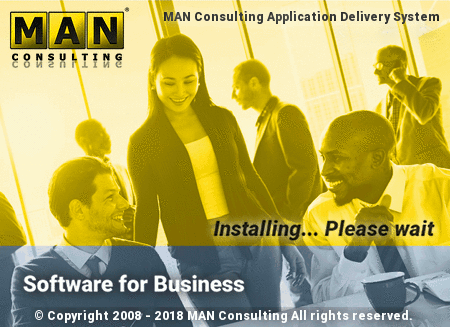 MAN®
CONSULTING
MAN Consulting Application Delivery System
Installing... Please wait
Software for Business
© Copyright 2008 - 2018 MAN Consulting All rights reserved.